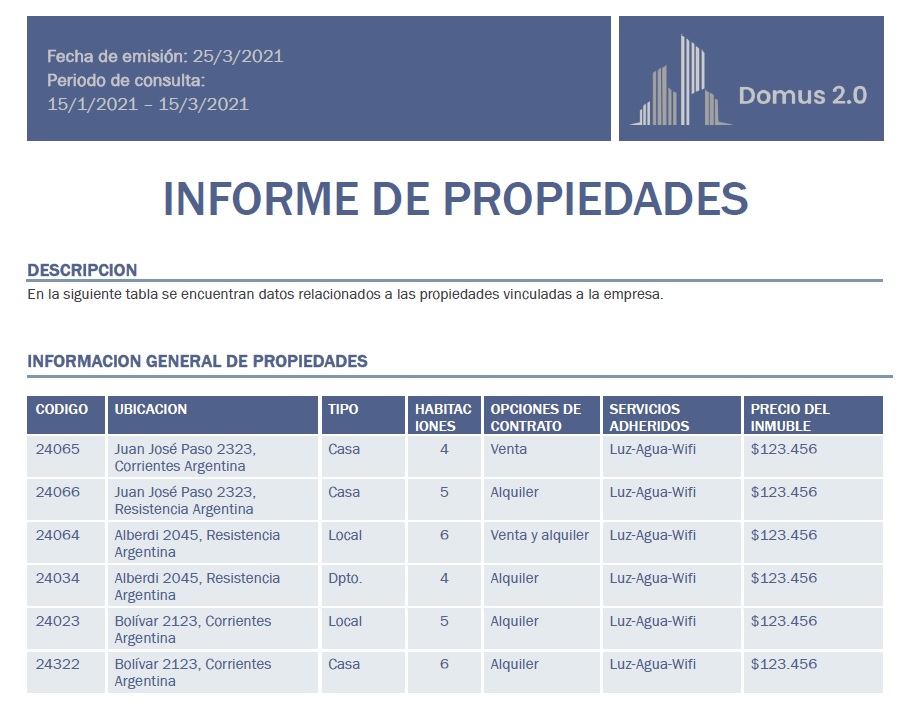 Fecha de emisión: 25/3/2021
Periodo de consulta:
15/1/2021 – 15/3/2021
Domus 2.0
INFORME DE PROPIEDADES
DESCRIPCION
En la siguiente tabla se encuentran datos relacionados a las propiedades vinculadas a la empresa.
INFORMACION GENERAL DE PROPIEDADES
CODIGO UBICACION TIPO HABITAC OPCIONES DE SERVICIOS PRECIO DEL
IONES CONTRATO ADHERIDOS INMUBLE
24065 Juan José Paso 2323, Casa 4 Venta Luz-Agua-Wifi $123.456
Corrientes Argentina
24066 Juan José Paso 2323, Casa 5 Alquiler Luz-Agua-Wifi $123.456
Resistencia Argentina
24064 Alberdi 2045, Resistencia Local 6 Venta y alquiler Luz-Agua-Wifi $123.456
Argentina
24034 Alberdi 2045, Resistencia Dpto. 4 Alquiler Luz-Agua-Wifi $123.456
Argentina
24023 Bolívar 2123, Corrientes Local 5 Alquiler Luz-Agua-Wifi $123.456
Argentina
24322 Bolívar 2123, Corrientes Casa 6 Alquiler Luz-Agua-Wifi $123.456
Argentina